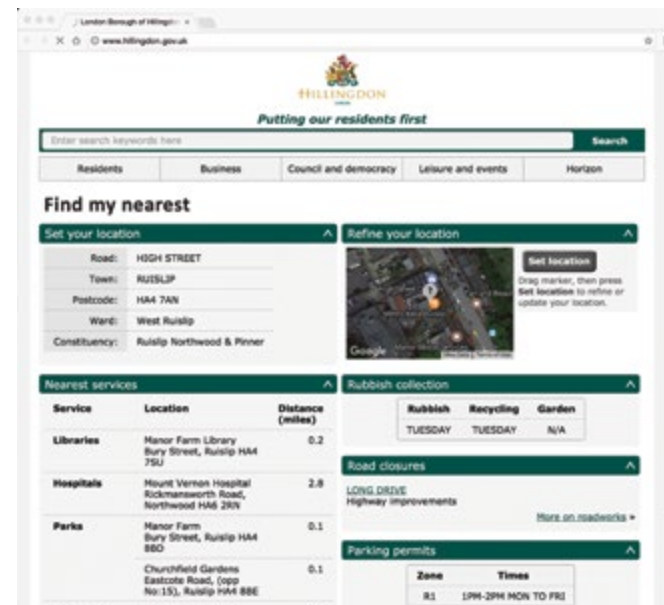 London Borough of Hillingdon
www.hillingdon.gov.uk
HILLINGDON
LONDON
Putting our residents first
Enter search keywords here
Search
Residents
Business
Council and democracy
Leisure and events
Horizon
Find my nearest
Set your location
Road: HIGH STREET
Town: RUISLIP
Postcode: HA4 7AN
Ward: West Ruislip
Constituency: Ruislip Northwood & Pinner
Refine your location
Google
Set location
Drag marker, then press
Set location to refine or
update your location.
Nearest services
Service Location Distance
(miles)
Libraries Manor Farm Library 0.2
Bury Street, Ruislip HA4
7SU
Hospitals Mount Vernon Hospital 2.8
Rickmansworth Road,
Northwood HA6 2RN
Parks Manor Farm 0.1
Bury Street, Ruislip HA4
8BD
Churchfield Gardens 0.1
Eastcote Road, (opp
No:15), Ruislip HA4 8BE
Rubbish collection
Rubbish Recycling Garden
TUESDAY TUESDAY N/A
Road closures
LONG DRIVE
Highway improvements
More on roadworks »
Parking permits
Zone Times
R1 1PM-2PM MON TO FRI